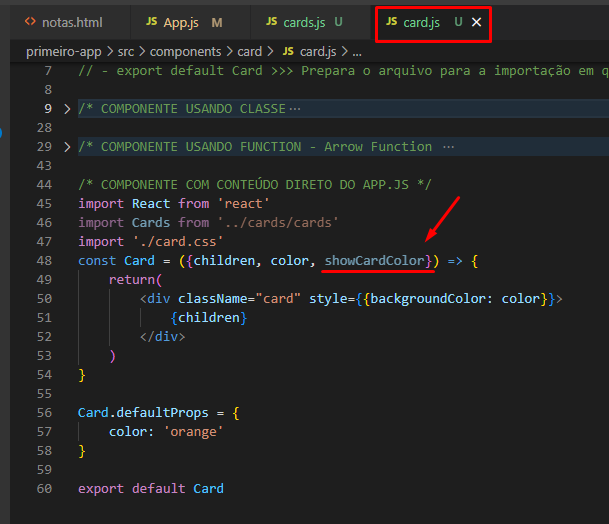 <> notas.html
JS App.js M
JS cards.js U
JS card.js U ×
primeiro-app > src > components > card > JS card.js > ...
7 // - export default Card >>> Prepara o arquivo para a importação em q
8
9 > /* COMPONENTE USANDO CLASSE ...
28
29 > /* COMPONENTE USANDO FUNCTION - Arrow Function ...
43
44 /* COMPONENTE COM CONTEÚDO DIRETO DO APP.JS */
45 import React from 'react'
46 import Cards from '../cards/cards'
47 import './card.css'
48 const Card = ({children, color, showCardColor}) => {
49 return(
50 <div className="card" style={{backgroundColor: color}}>
51 {children}
52 </div>
53 )
54 }
55
56 Card.defaultProps = {
57 color: 'orange'
58 }
59
60 export default Card